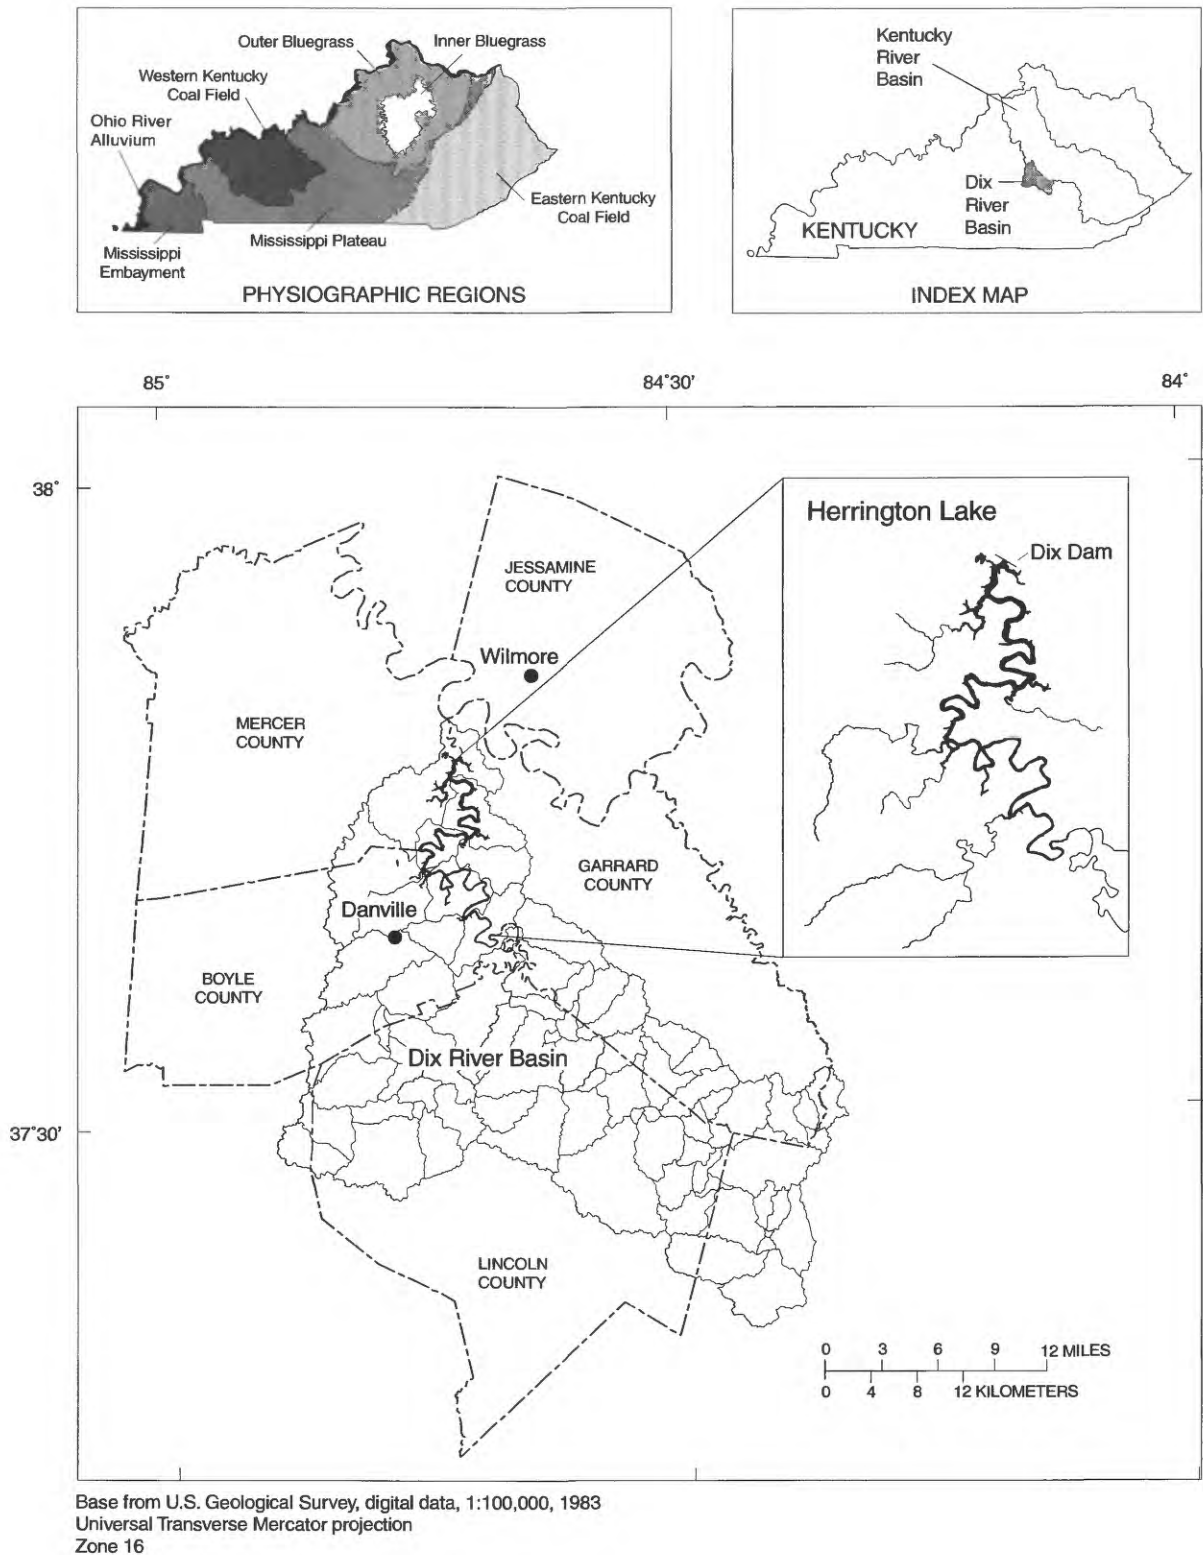 Outer Bluegrass
Inner Bluegrass
Western Kentucky
Coal Field
Ohio River
Alluvium
Eastern Kentucky
Coal Field
Mississippi Plateau
Mississippi
Embayment
PHYSIOGRAPHIC REGIONS
Kentucky
River
Basin
Dix
River
Basin
KENTUCKY
INDEX MAP
85°
84°30'
84°
38°
37°30'
Herrington Lake
Dix Dam
JESSAMINE
COUNTY
Wilmore
MERCER
COUNTY
GARRARD
COUNTY
Danville
BOYLE
COUNTY
Dix River Basin
LINCOLN
COUNTY
0 3 6 9 12 MILES
0 4 8 12 KILOMETERS
Base from U.S. Geological Survey, digital data, 1:100,000, 1983
Universal Transverse Mercator projection
Zone 16